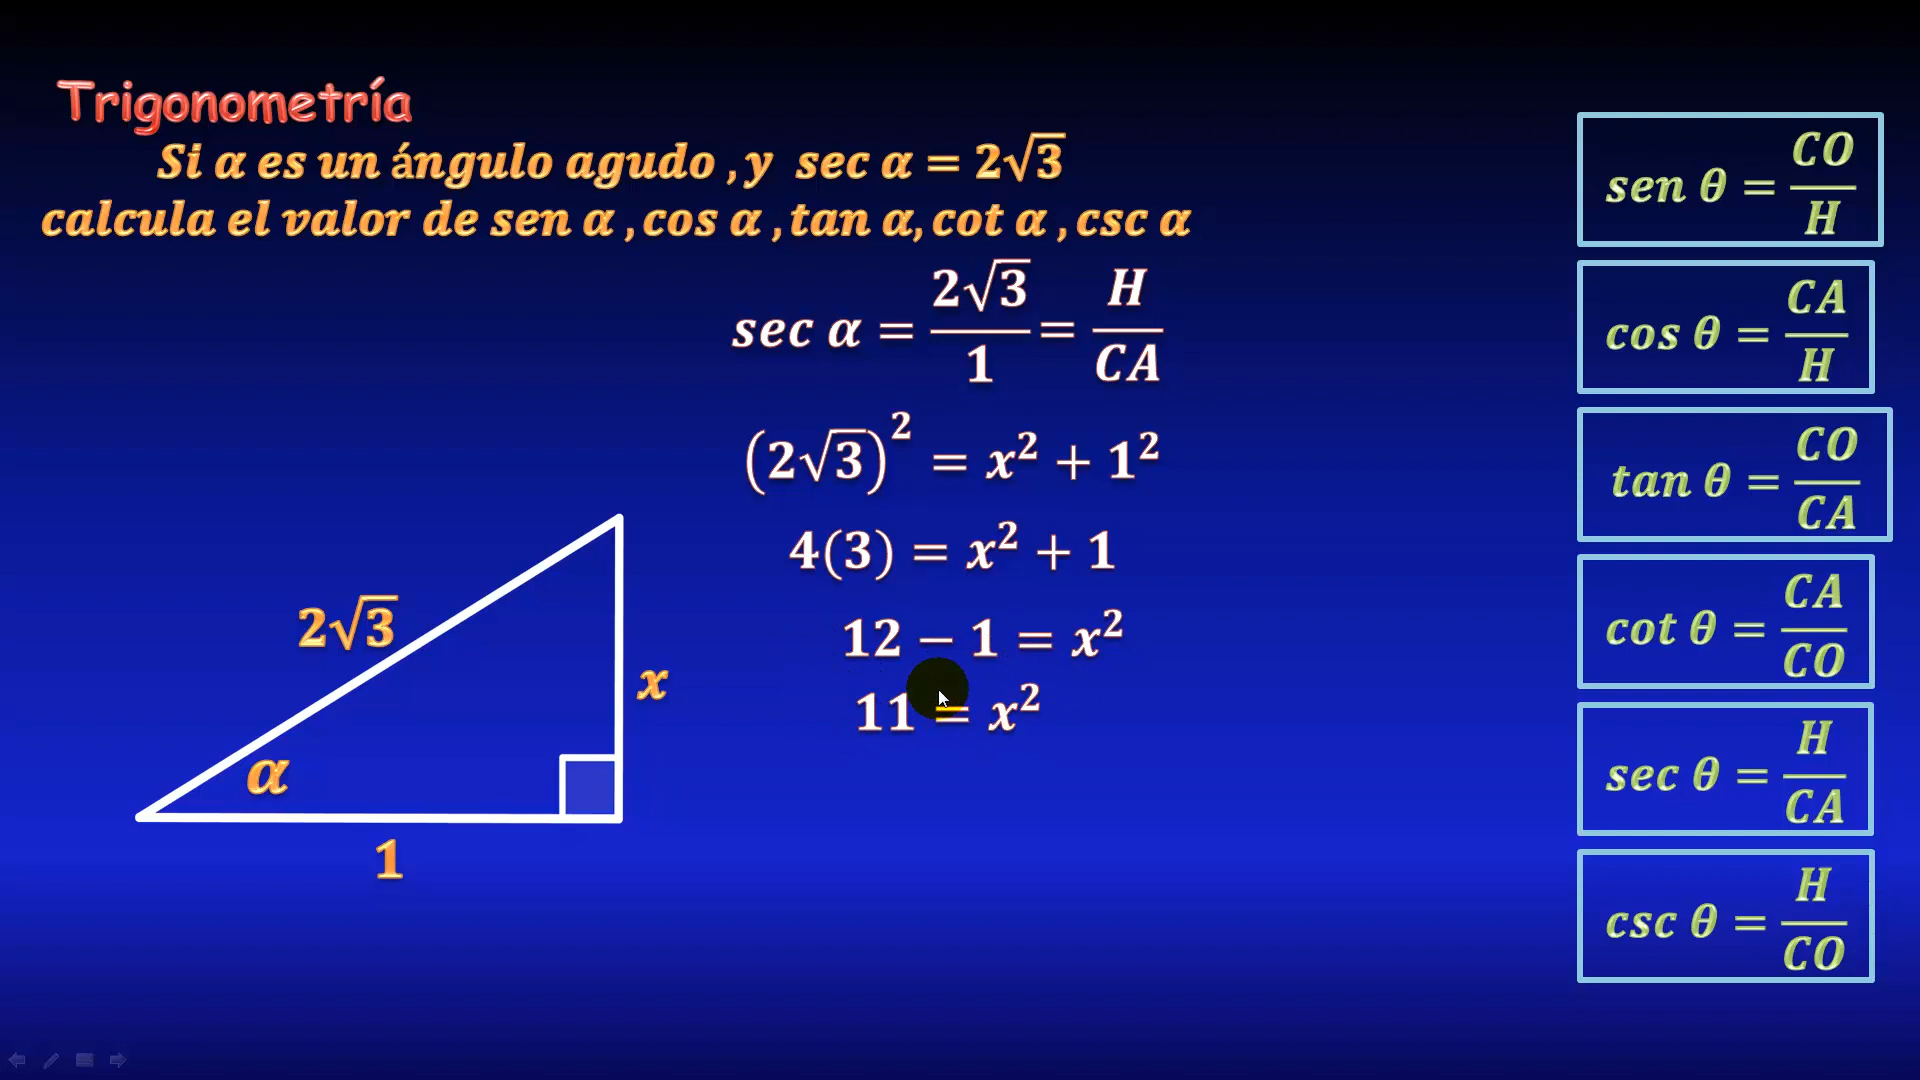 Trigonometría
Si α es un ángulo agudo , y sec α = 2√3
calcula el valor de sen α , cos α , tan α, cot α , csc α
sec α = 2√3/1 = H/CA
(2√3)² = x² + 1²
4(3) = x² + 1
12 − 1 = x²
11 = x²
2√3
x
α
1
sen θ = CO/H
cos θ = CA/H
tan θ = CO/CA
cot θ = CA/CO
sec θ = H/CA
csc θ = H/CO